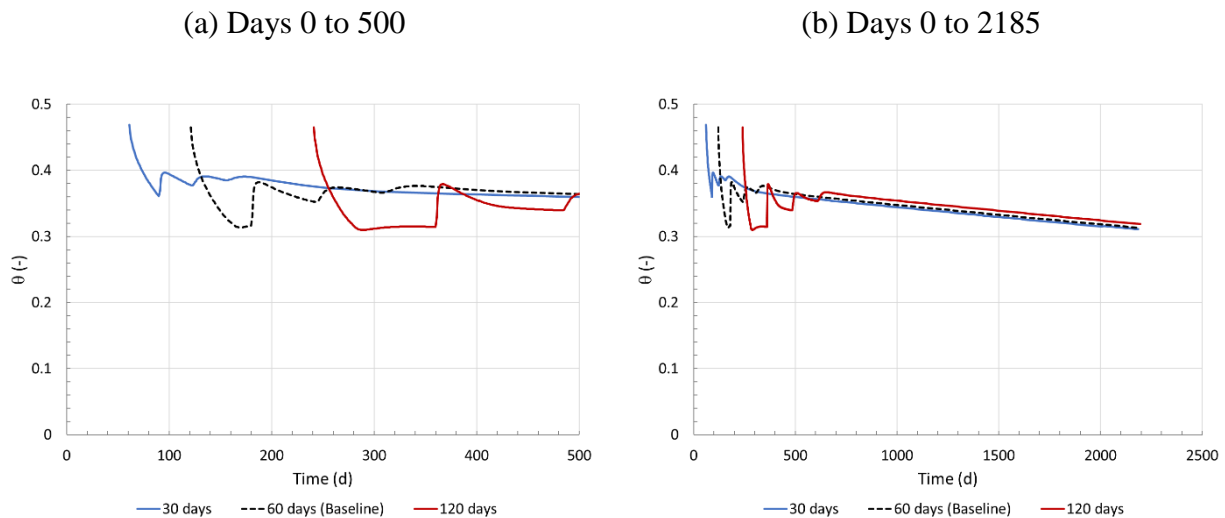 (a) Days 0 to 500
(b) Days 0 to 2185
0.5
0.4
0.3
0.2
0.1
0
θ (-)
0 100 200 300 400 500
Time (d)
30 days 60 days (Baseline) 120 days
0.5
0.4
0.3
0.2
0.1
0
θ (-)
0 500 1000 1500 2000 2500
Time (d)
30 days 60 days (Baseline) 120 days